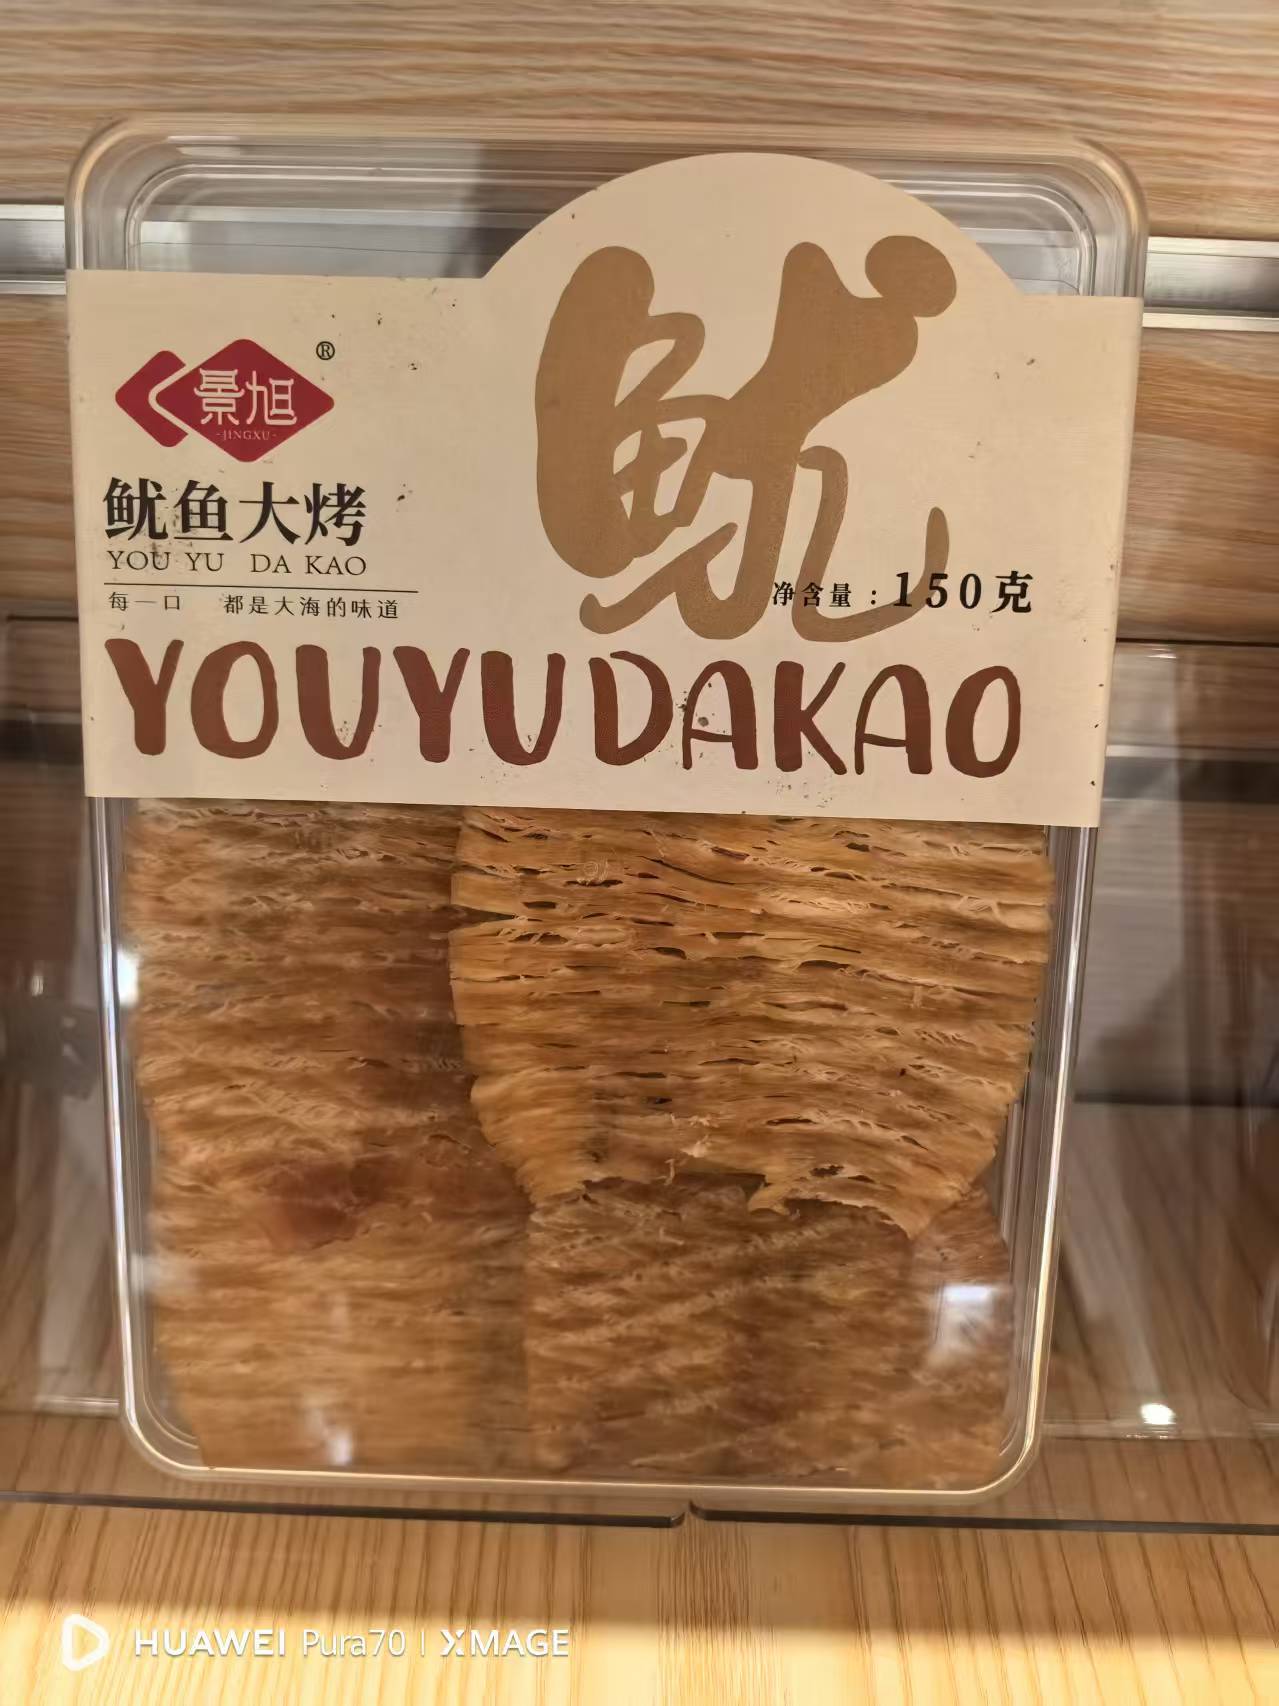 鱿
景旭®
·JINGXU·
鱿鱼大烤
YOU YU DA KAO
每一口 都是大海的味道
净含量：150克
YOUYUDAKAO
HUAWEI Pura70 | XMAGE